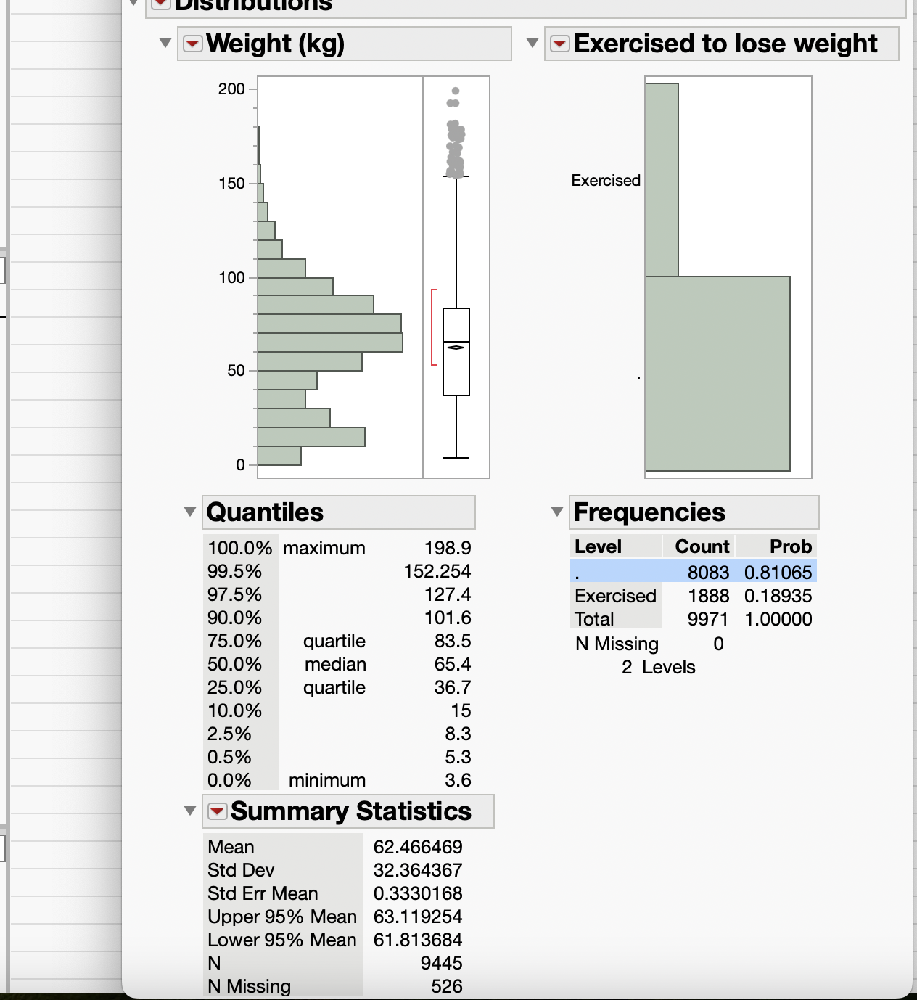 Distributions
Weight (kg)
Exercised to lose weight
200
150
100
50
0
Exercised
.
Quantiles
100.0% maximum 198.9
99.5% 152.254
97.5% 127.4
90.0% 101.6
75.0% quartile 83.5
50.0% median 65.4
25.0% quartile 36.7
10.0% 15
2.5% 8.3
0.5% 5.3
0.0% minimum 3.6
Summary Statistics
Mean 62.466469
Std Dev 32.364367
Std Err Mean 0.3330168
Upper 95% Mean 63.119254
Lower 95% Mean 61.813684
N 9445
N Missing 526
Frequencies
Level Count Prob
. 8083 0.81065
Exercised 1888 0.18935
Total 9971 1.00000
N Missing 0
2 Levels